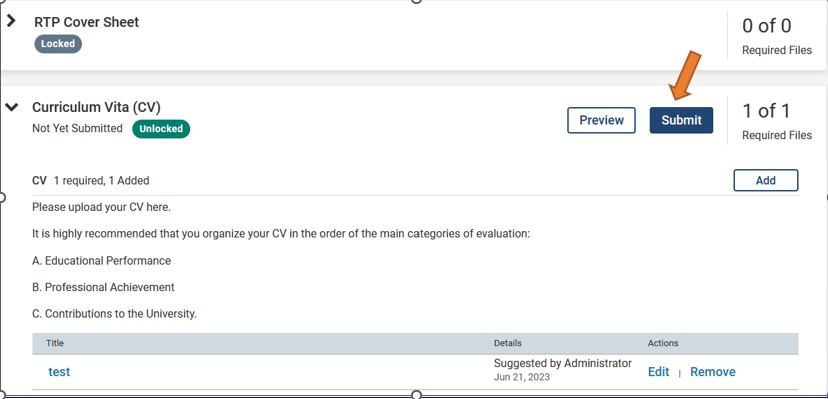 RTP Cover Sheet
Locked
0 of 0
Required Files
Curriculum Vita (CV)
Not Yet Submitted Unlocked
Preview Submit
1 of 1
Required Files
CV 1 required, 1 Added
Add
Please upload your CV here.
It is highly recommended that you organize your CV in the order of the main categories of evaluation:
A. Educational Performance
B. Professional Achievement
C. Contributions to the University.
Title Details Actions
test Suggested by Administrator Edit | Remove
Jun 21, 2023